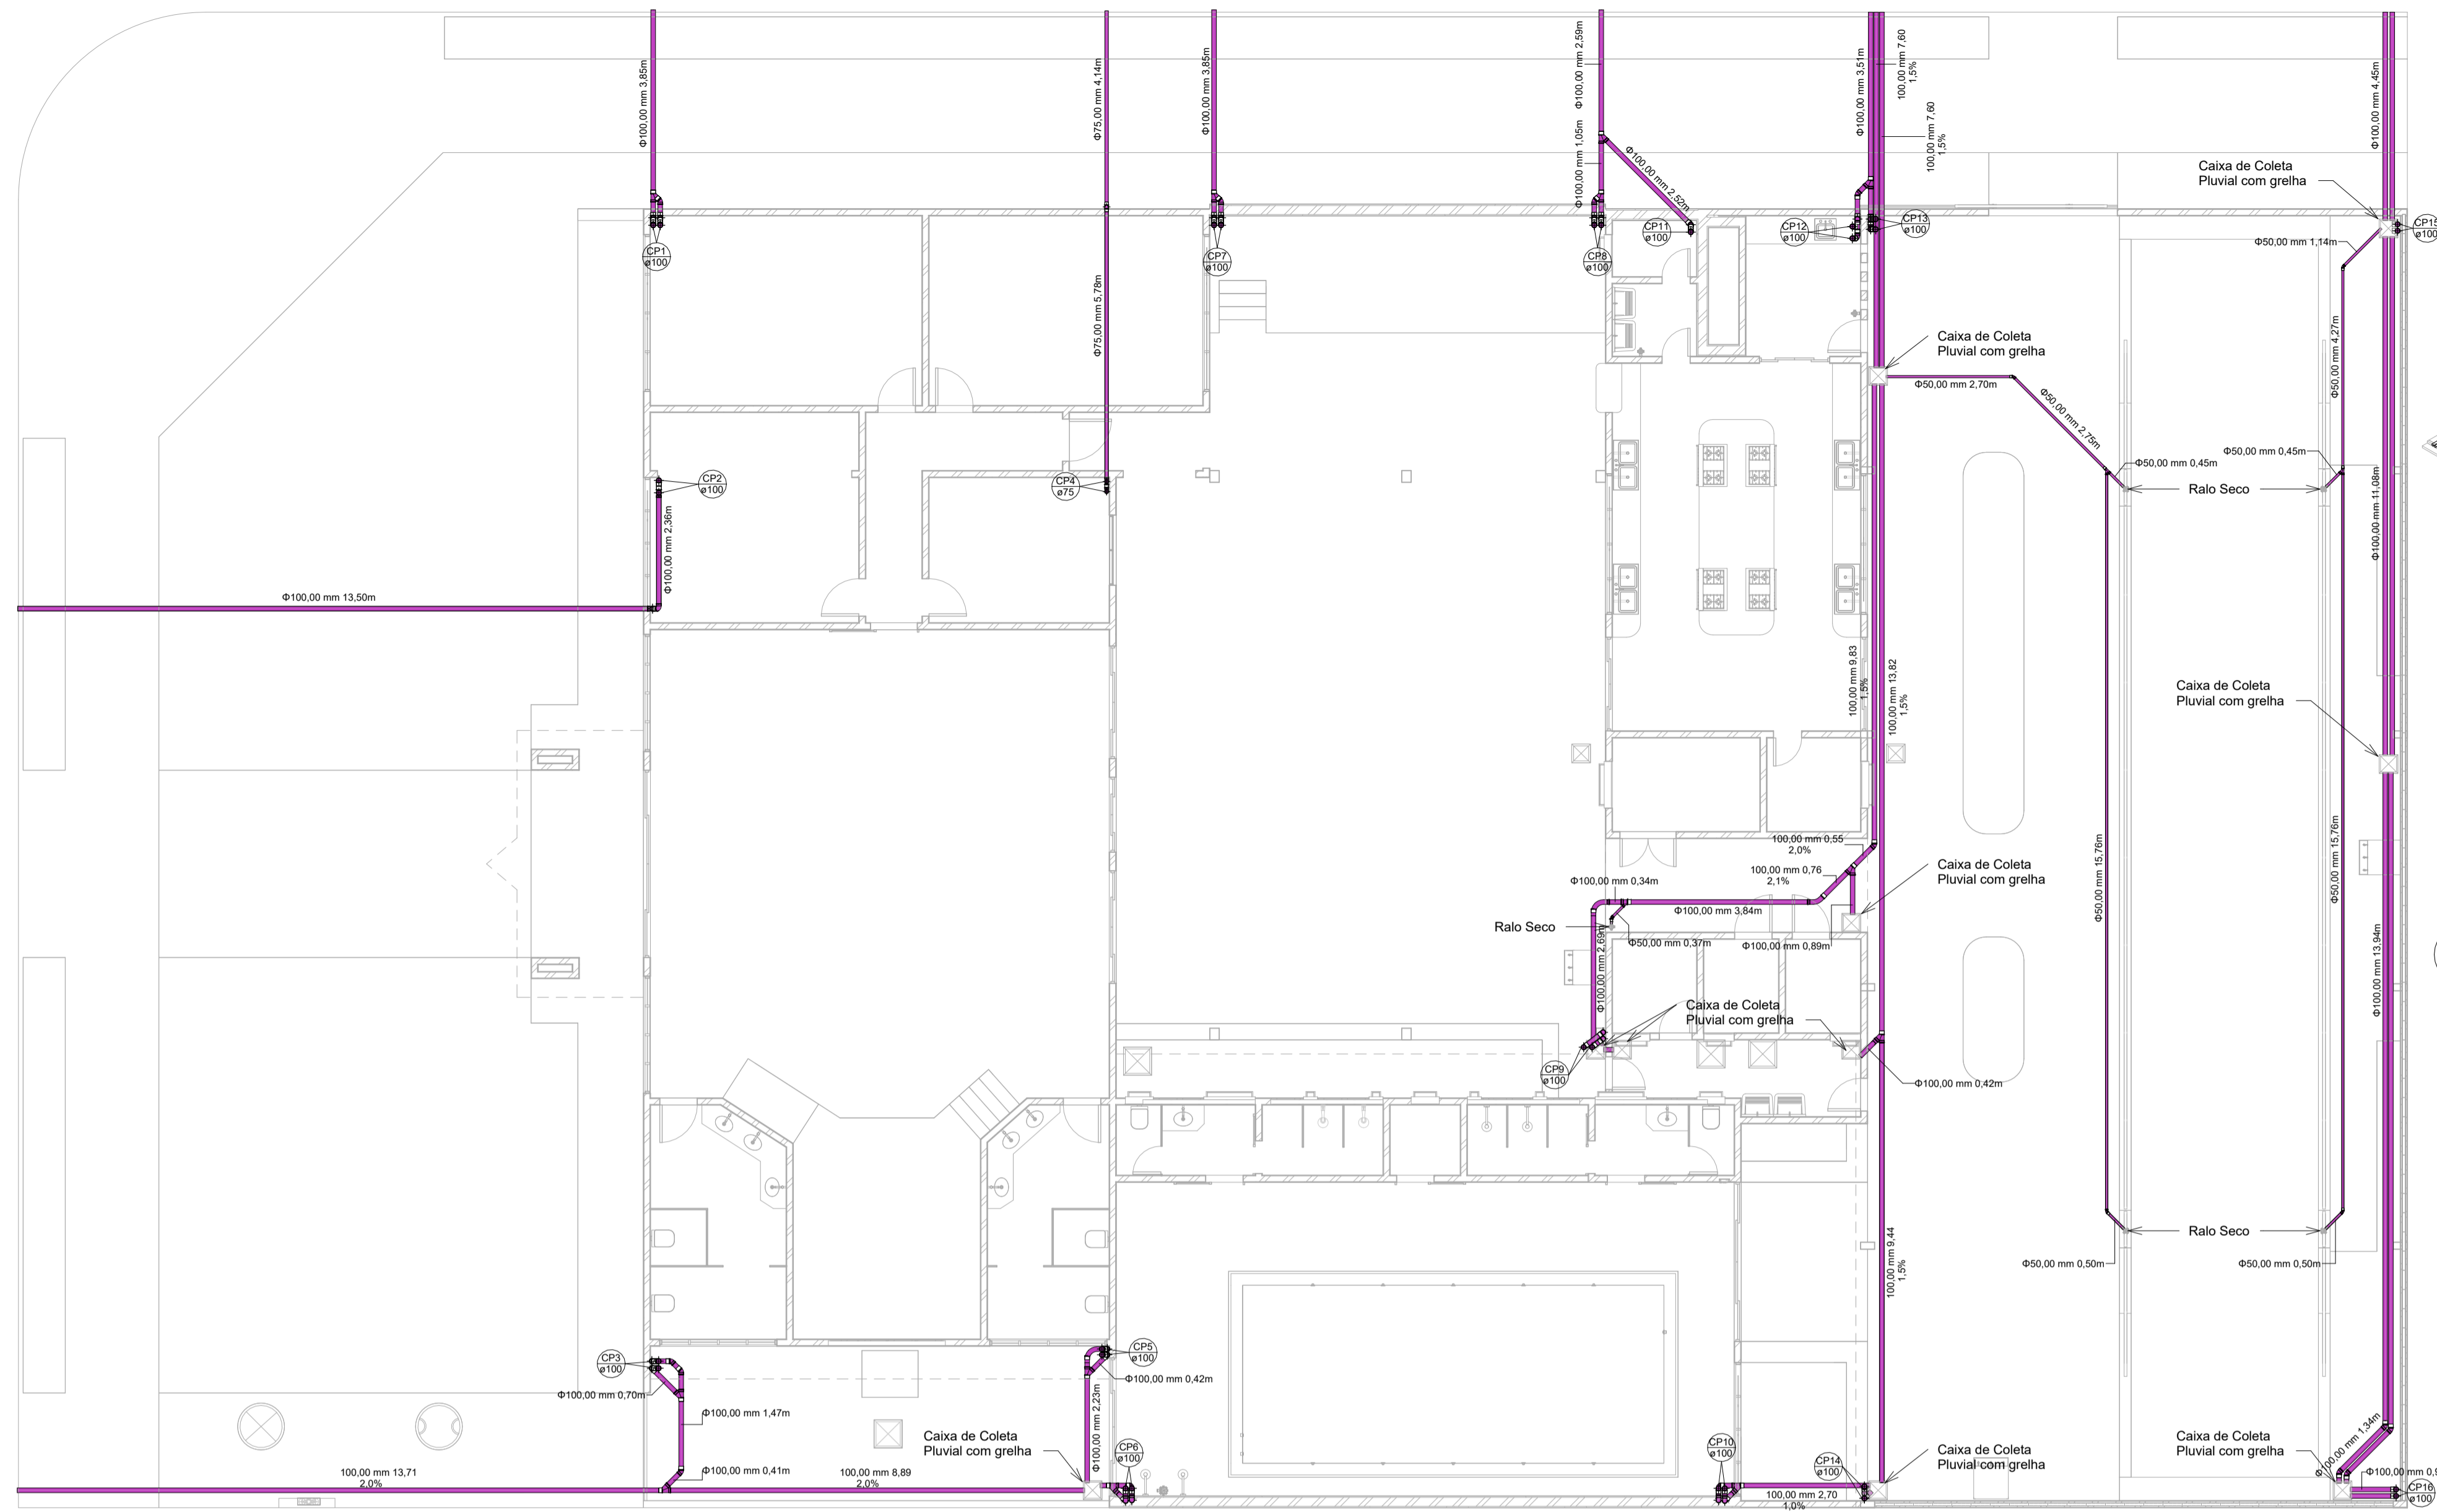 Φ100,00 mm 3,85m
Φ75,00 mm 4,14m
Φ100,00 mm 3,85m
Φ100,00 mm 2,59m
Φ100,00 mm 1,05m
Φ100,00 mm 2,52m
Φ100,00 mm 3,51m
100,00 mm 7,60
1,5%
100,00 mm 7,60
1,5%
Φ100,00 mm 4,45m
Caixa de Coleta
Pluvial com grelha
CP1
ø100
CP7
ø100
CP8
ø100
CP11
ø100
CP12
ø100
CP13
ø100
CP15
ø100
Φ50,00 mm 1,14m
Φ75,00 mm 5,78m
Caixa de Coleta
Pluvial com grelha
Φ50,00 mm 4,27m
Φ50,00 mm 2,70m
Φ50,00 mm 2,75m
Φ50,00 mm 0,45m
Φ50,00 mm 0,45m
Ralo Seco
CP2
ø100
CP4
ø75
Φ100,00 mm 2,36m
Φ100,00 mm 11,08m
Φ100,00 mm 13,50m
100,00 mm 9,83
1,5%
100,00 mm 13,82
1,5%
Caixa de Coleta
Pluvial com grelha
100,00 mm 0,55
2,0%
100,00 mm 0,76
2,1%
Caixa de Coleta
Pluvial com grelha
Φ100,00 mm 0,34m
Φ100,00 mm 3,84m
Ralo Seco
Φ50,00 mm 0,37m
Φ100,00 mm 0,89m
Φ100,00 mm 2,69m
Φ50,00 mm 15,76m
Φ50,00 mm 15,76m
Φ100,00 mm 13,94m
Caixa de Coleta
Pluvial com grelha
CP9
ø100
Φ100,00 mm 0,42m
Ralo Seco
100,00 mm 9,44
1,5%
Φ50,00 mm 0,50m
Φ50,00 mm 0,50m
CP3
ø100
CP5
ø100
Φ100,00 mm 0,70m
Φ100,00 mm 0,42m
Φ100,00 mm 1,47m
Φ100,00 mm 2,23m
Caixa de Coleta
Pluvial com grelha
CP6
ø100
CP10
ø100
CP14
ø100
Caixa de Coleta
Pluvial com grelha
Caixa de Coleta
Pluvial com grelha
Φ100,00 mm 1,34m
100,00 mm 13,71
2,0%
Φ100,00 mm 0,41m
100,00 mm 8,89
2,0%
100,00 mm 2,70
1,0%
Φ100,00 mm
CP16
ø100